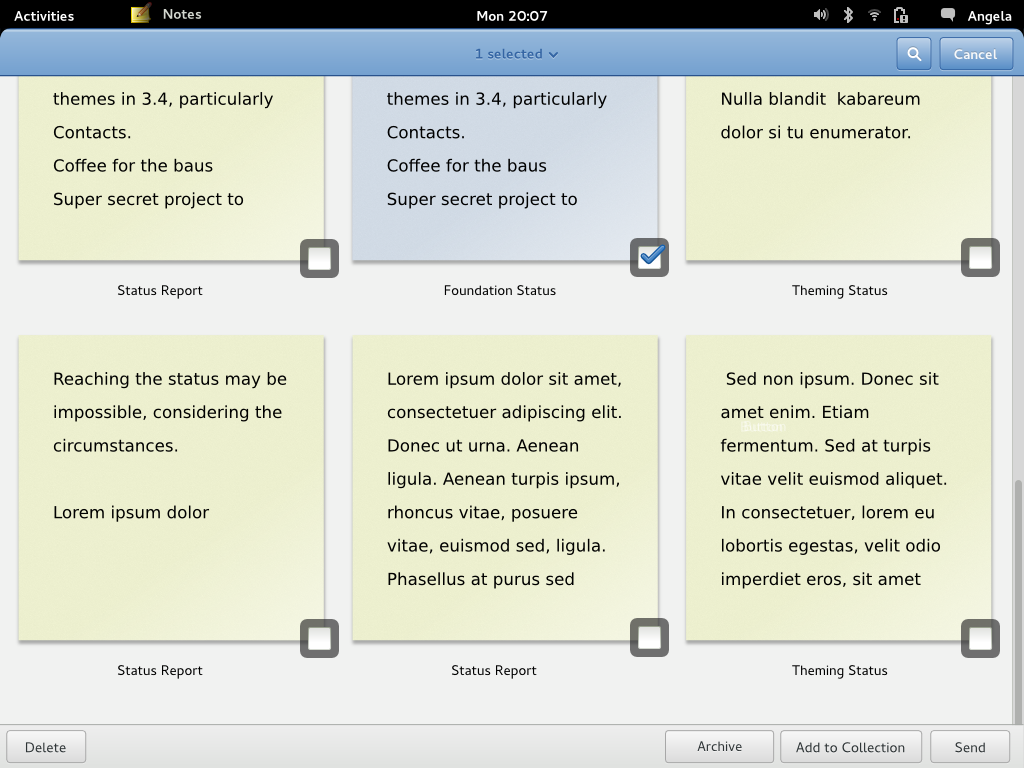 Activities
Notes
Mon 20:07
Angela
1 selected
Cancel
themes in 3.4, particularly
Contacts.
Coffee for the baus
Super secret project to
Status Report
themes in 3.4, particularly
Contacts.
Coffee for the baus
Super secret project to
Foundation Status
Nulla blandit  kabareum
dolor si tu enumerator.
Theming Status
Reaching the status may be
impossible, considering the
circumstances.
Lorem ipsum dolor
Status Report
Lorem ipsum dolor sit amet,
consectetuer adipiscing elit.
Donec ut urna. Aenean
ligula. Aenean turpis ipsum,
rhoncus vitae, posuere
vitae, euismod sed, ligula.
Phasellus at purus sed
Status Report
Sed non ipsum. Donec sit
amet enim. Etiam
fermentum. Sed at turpis
vitae velit euismod aliquet.
In consectetuer, lorem eu
lobortis egestas, velit odio
imperdiet eros, sit amet
Theming Status
Delete
Archive
Add to Collection
Send